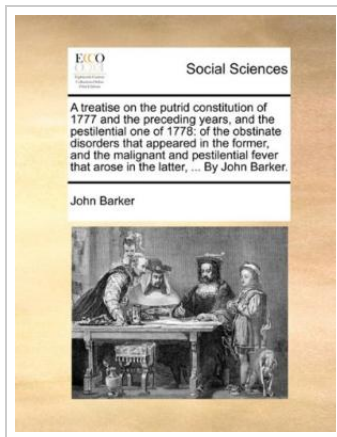 ECCO
Social Sciences
A treatise on the putrid constitution of
1777 and the preceding years, and the
pestilential one of 1778: of the obstinate
disorders that appeared in the former,
and the malignant and pestilential fever
that arose in the latter, ... By John Barker.
John Barker